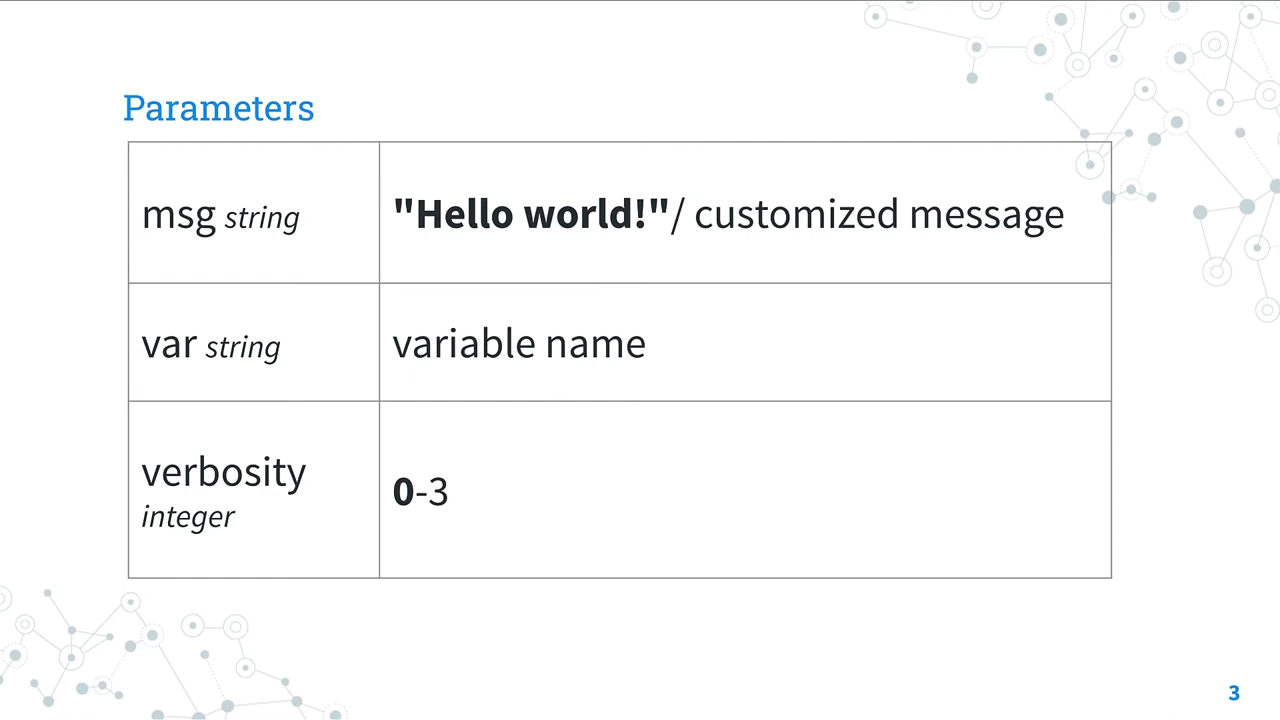 Parameters
msg string
"Hello world!"/ customized message
var string
variable name
verbosity
integer
0-3
3